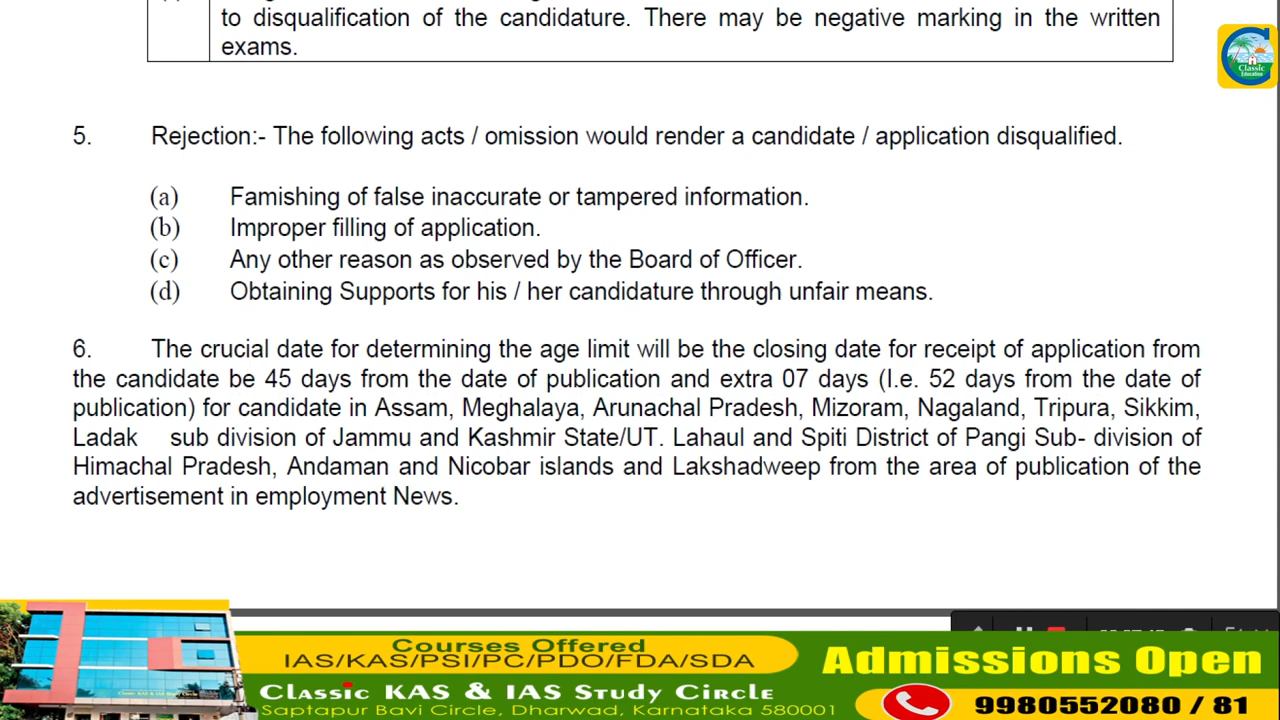 to disqualification of the candidature. There may be negative marking in the written
exams.
Classic
Education
5. Rejection:- The following acts / omission would render a candidate / application disqualified.
(a) Famishing of false inaccurate or tampered information.
(b) Improper filling of application.
(c) Any other reason as observed by the Board of Officer.
(d) Obtaining Supports for his / her candidature through unfair means.
6. The crucial date for determining the age limit will be the closing date for receipt of application from
the candidate be 45 days from the date of publication and extra 07 days (I.e. 52 days from the date of
publication) for candidate in Assam, Meghalaya, Arunachal Pradesh, Mizoram, Nagaland, Tripura, Sikkim,
Ladak sub division of Jammu and Kashmir State/UT. Lahaul and Spiti District of Pangi Sub- division of
Himachal Pradesh, Andaman and Nicobar islands and Lakshadweep from the area of publication of the
advertisement in employment News.
Courses Offered
IAS/KAS/PSI/PC/PDO/FDA/SDA
Classic KAS & IAS Study Circle
Saptapur Bavi Circle, Dharwad, Karnataka 580001
Admissions Open
9980552080 / 81